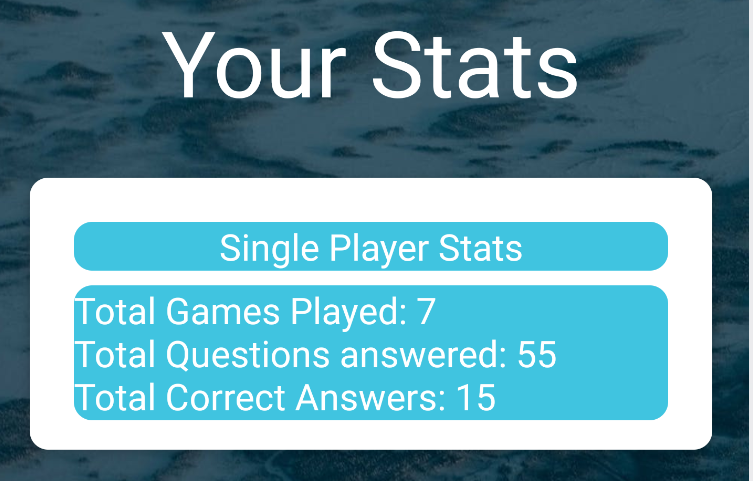 Your Stats
Single Player Stats
Total Games Played: 7
Total Questions answered: 55
Total Correct Answers: 15